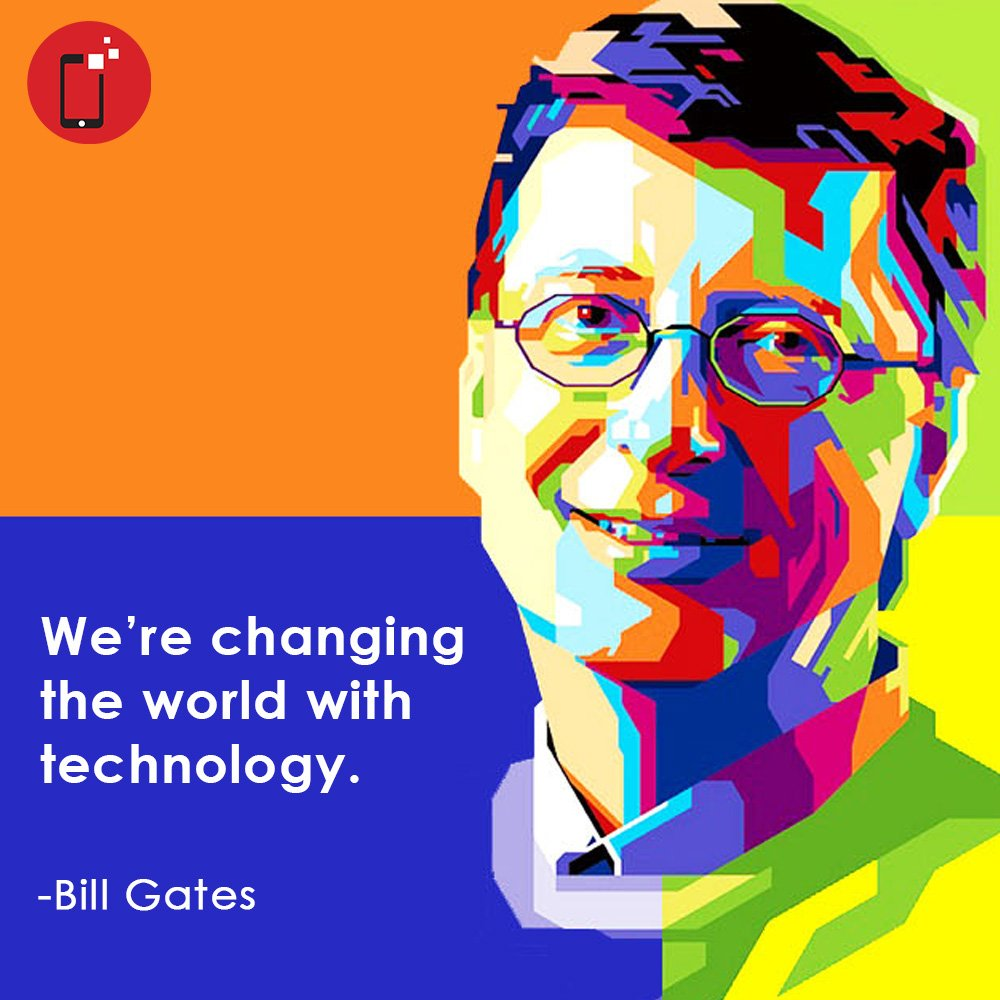 We’re changing
the world with
technology.
-Bill Gates